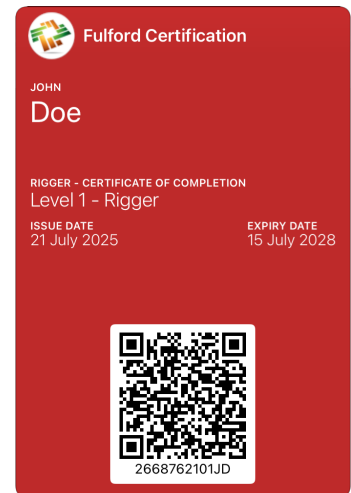 Fulford Certification
JOHN
Doe
RIGGER - CERTIFICATE OF COMPLETION
Level 1 - Rigger
ISSUE DATE
EXPIRY DATE
21 July 2025
15 July 2028
2668762101JD